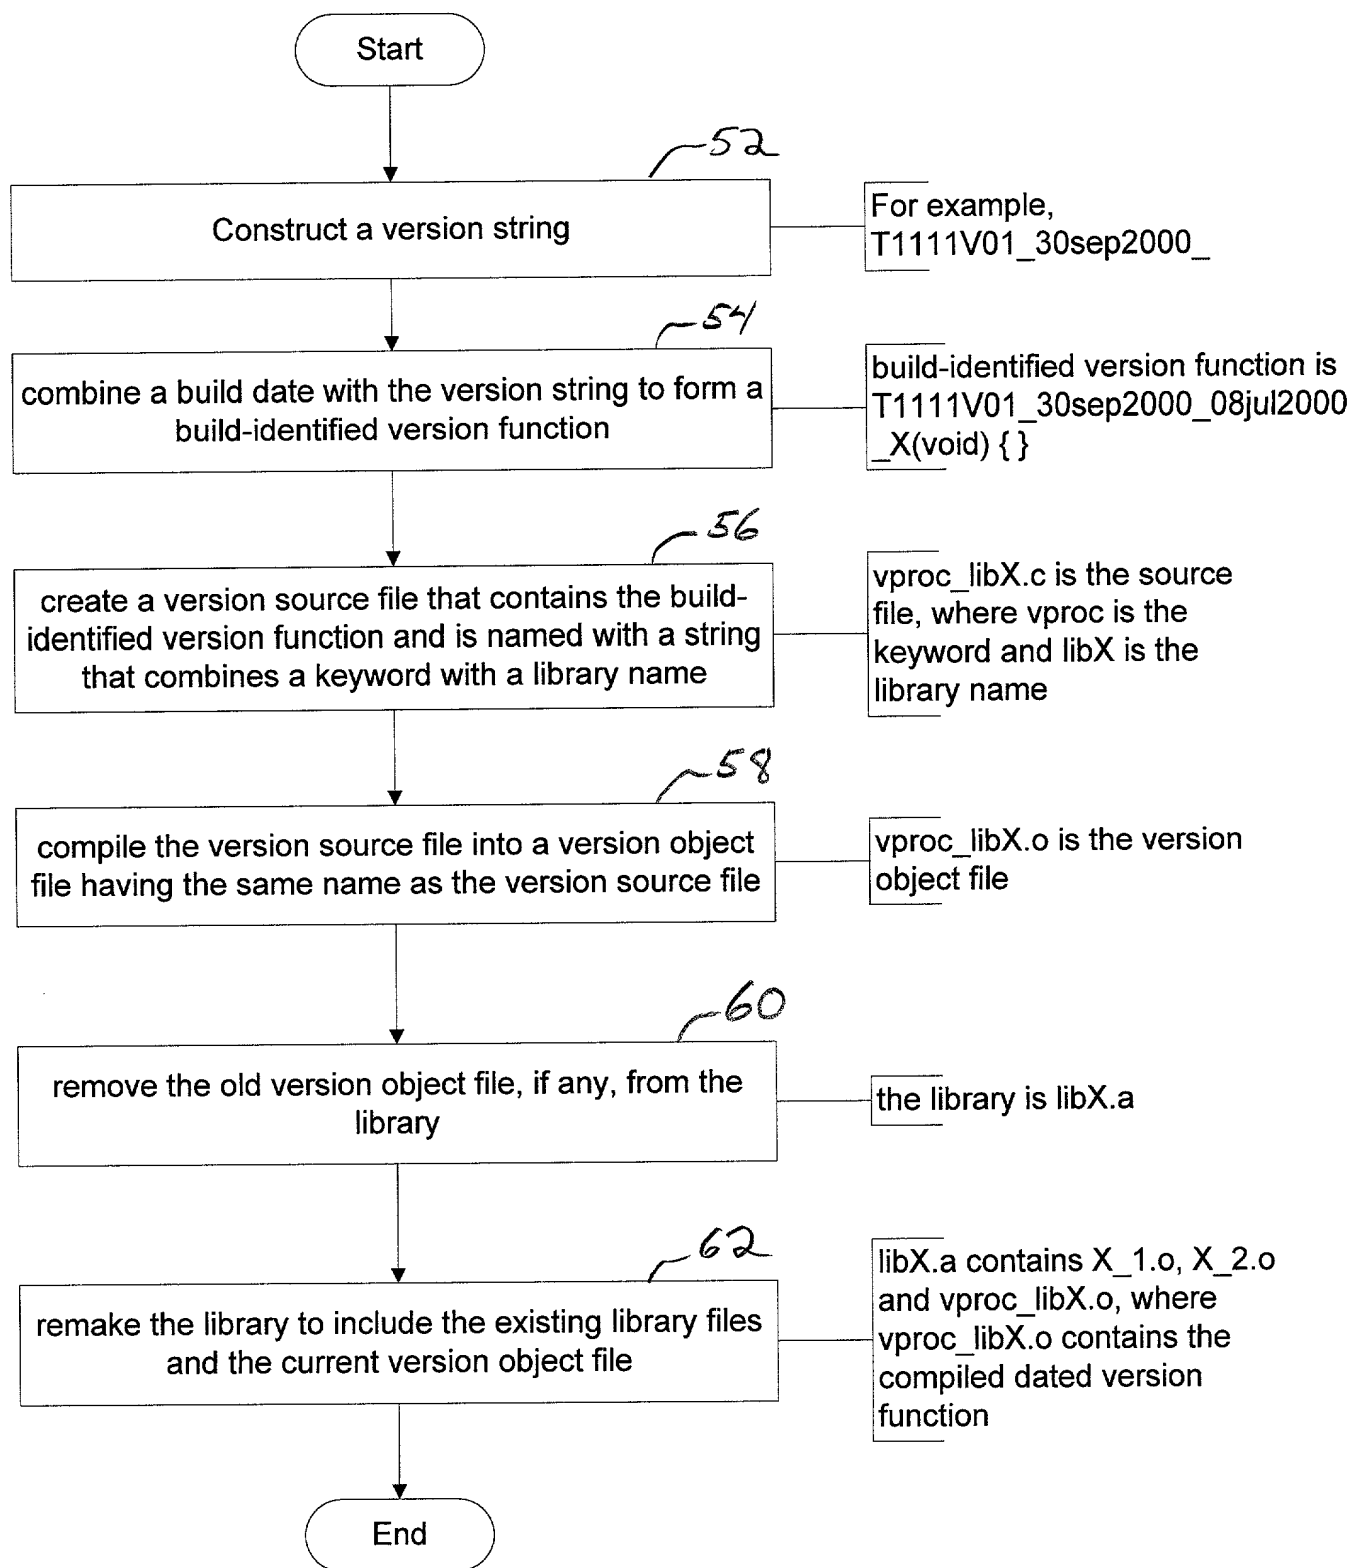 Start
52
Construct a version string
For example,
T1111V01_30sep2000_
54
combine a build date with the version string to form a
build-identified version function
build-identified version function is
T1111V01_30sep2000_08jul2000
_X(void) { }
56
create a version source file that contains the build-
identified version function and is named with a string
that combines a keyword with a library name
vproc_libX.c is the source
file, where vproc is the
keyword and libX is the
library name
58
compile the version source file into a version object
file having the same name as the version source file
vproc_libX.o is the version
object file
60
remove the old version object file, if any, from the
library
the library is libX.a
62
remake the library to include the existing library files
and the current version object file
libX.a contains X_1.o, X_2.o
and vproc_libX.o, where
vproc_libX.o contains the
compiled dated version
function
End